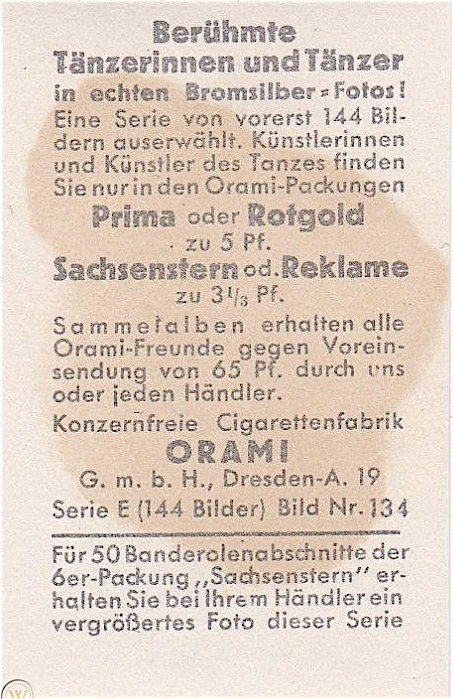 Berühmte
Tänzerinnen und Tänzer
in echten Bromsilber=Fotos!
Eine Serie von vorerst 144 Bil-
dern auserwählt. Künstlerinnen
und Künstler des Tanzes finden
Sie nur in den Orami-Packungen
Prima oder Rotgold
zu 5 Pf.
Sachsenstern od. Reklame
zu 3 1/3 Pf.
Sammelalben erhalten alle
Orami-Freunde gegen Vorein-
sendung von 65 Pf. durch uns
oder jeden Händler.
Konzernfreie Cigarettenfabrik
ORAMI
G. m. b. H., Dresden-A. 19
Serie E (144 Bilder) Bild Nr. 134
Für 50 Banderolenabschnitte der
6er-Packung „Sachsenstern" er-
halten Sie bei Ihrem Händler ein
vergrößertes Foto dieser Serie
W